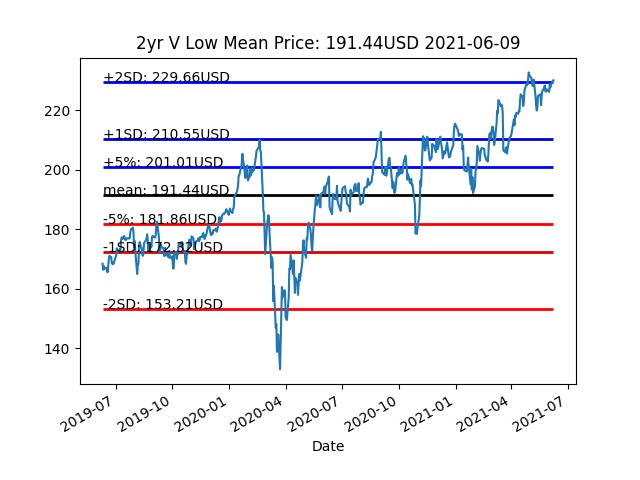 2yr V Low Mean Price: 191.44USD 2021-06-09
+2SD: 229.66USD
+1SD: 210.55USD
+5%: 201.01USD
mean: 191.44USD
-5%: 181.86USD
-1SD: 172.32USD
-2SD: 153.21USD
220
200
180
160
140
2019-07
2019-10
2020-01
2020-04
2020-07
2020-10
2021-01
2021-04
2021-07
Date